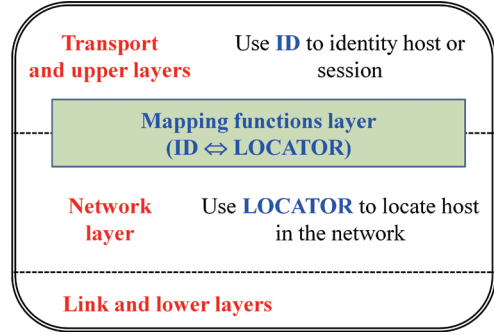 Transport
and upper layers
Use ID to identity host or
session
Mapping functions layer
(ID ⇔ LOCATOR)
Network
layer
Use LOCATOR to locate host
in the network
Link and lower layers